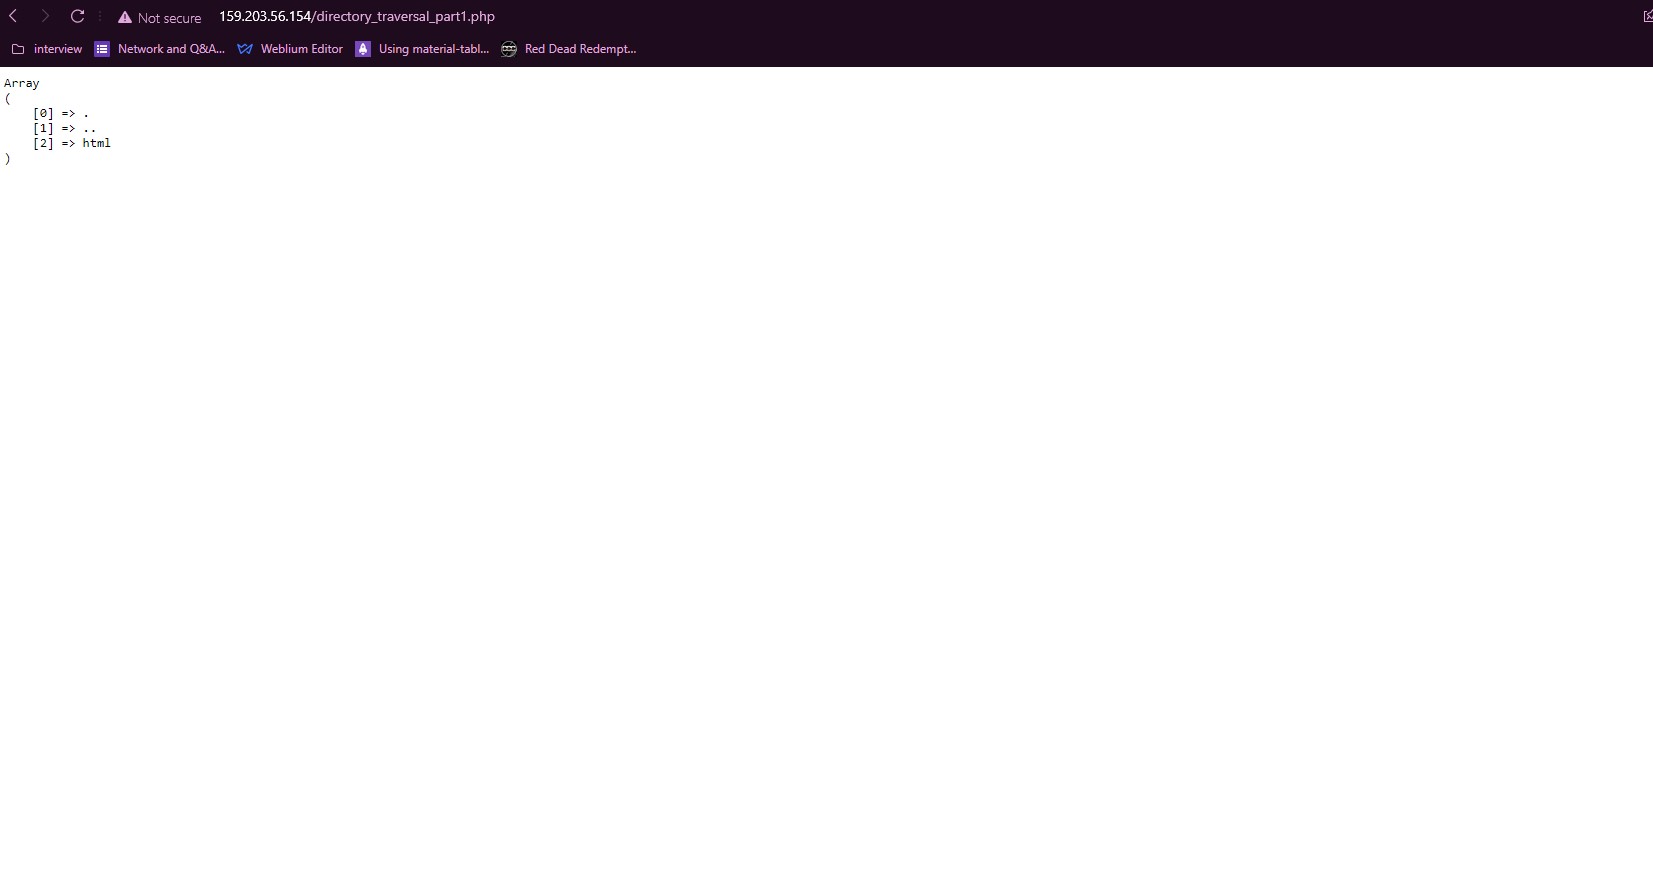 Not secure 159.203.56.154/directory_traversal_part1.php
interview Network and Q&A... Weblium Editor Using material-tabl... Red Dead Redempt...
Array
(
    [0] => .
    [1] => ..
    [2] => html
)